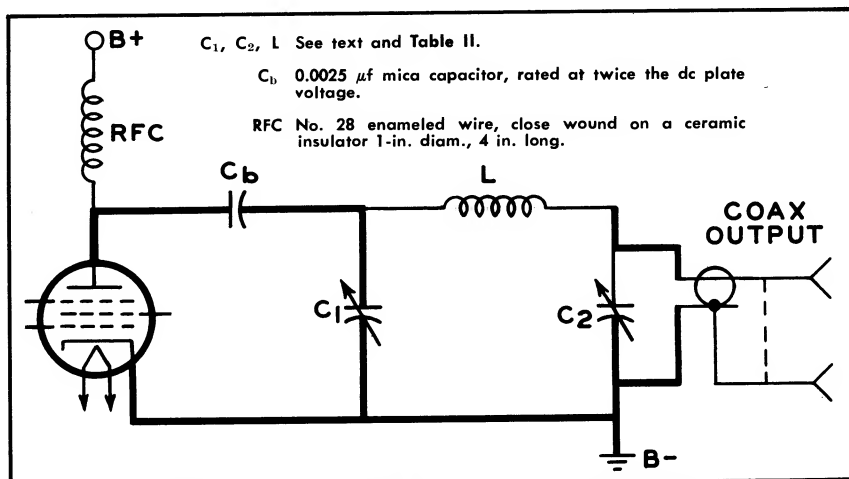 B+
C₁, C₂, L See text and Table II.
C_b 0.0025 μf mica capacitor, rated at twice the dc plate
voltage.
RFC No. 28 enameled wire, close wound on a ceramic
insulator 1-in. diam., 4 in. long.
RFC
Cb
L
COAX
OUTPUT
C1
C2
B-